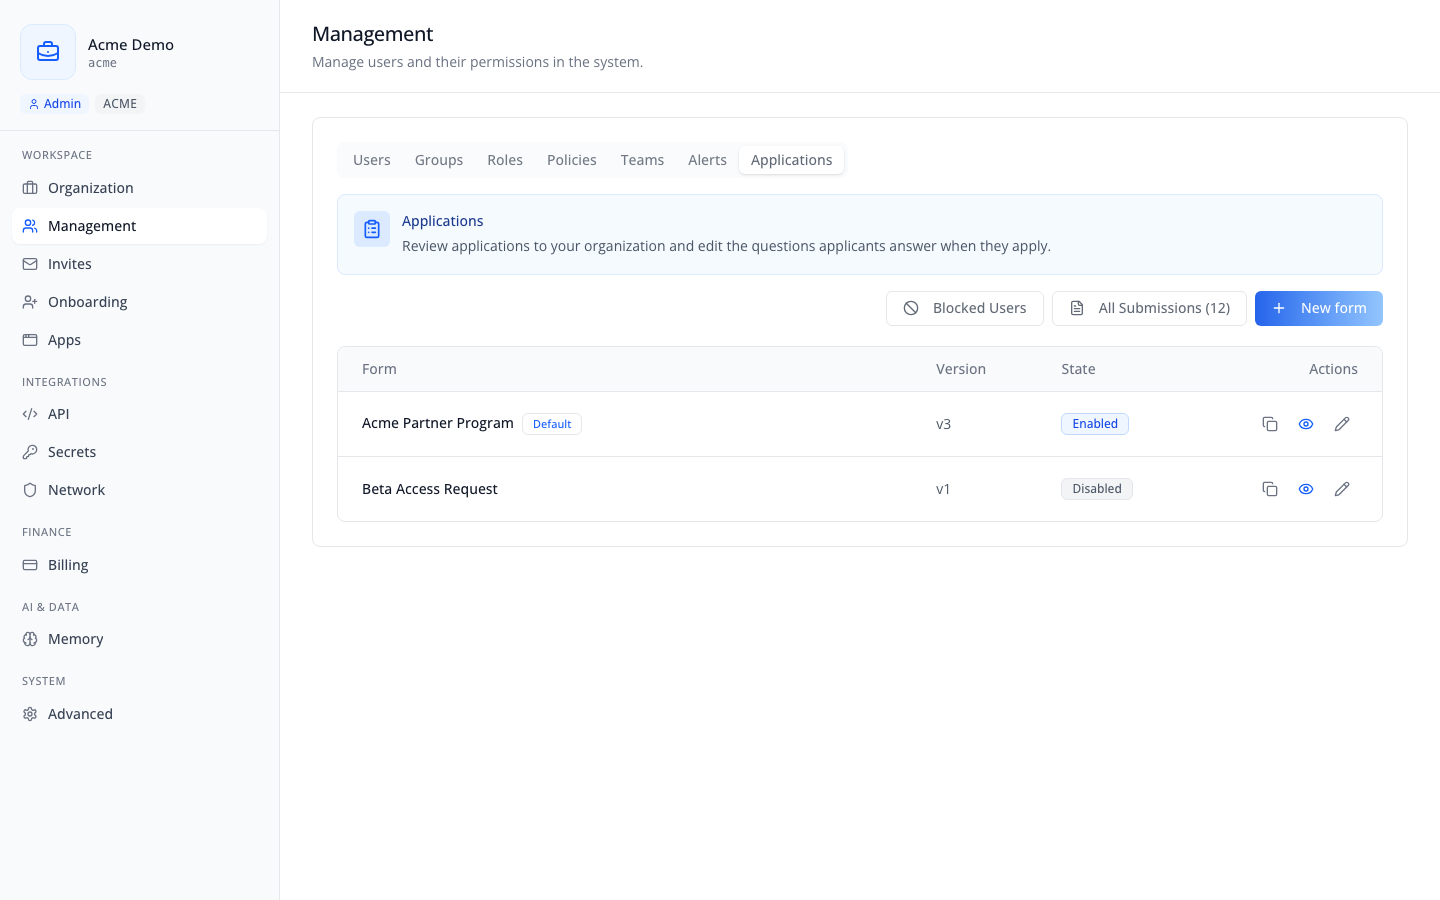 Acme Demo
acme
Admin
ACME
WORKSPACE
Organization
Management
Invites
Onboarding
Apps
INTEGRATIONS
API
Secrets
Network
FINANCE
Billing
AI & DATA
Memory
SYSTEM
Advanced
Management
Manage users and their permissions in the system.
Users Groups Roles Policies Teams Alerts Applications
Applications
Review applications to your organization and edit the questions applicants answer when they apply.
Blocked Users All Submissions (12) New form
Form Version State Actions
Acme Partner Program Default v3 Enabled
Beta Access Request v1 Disabled